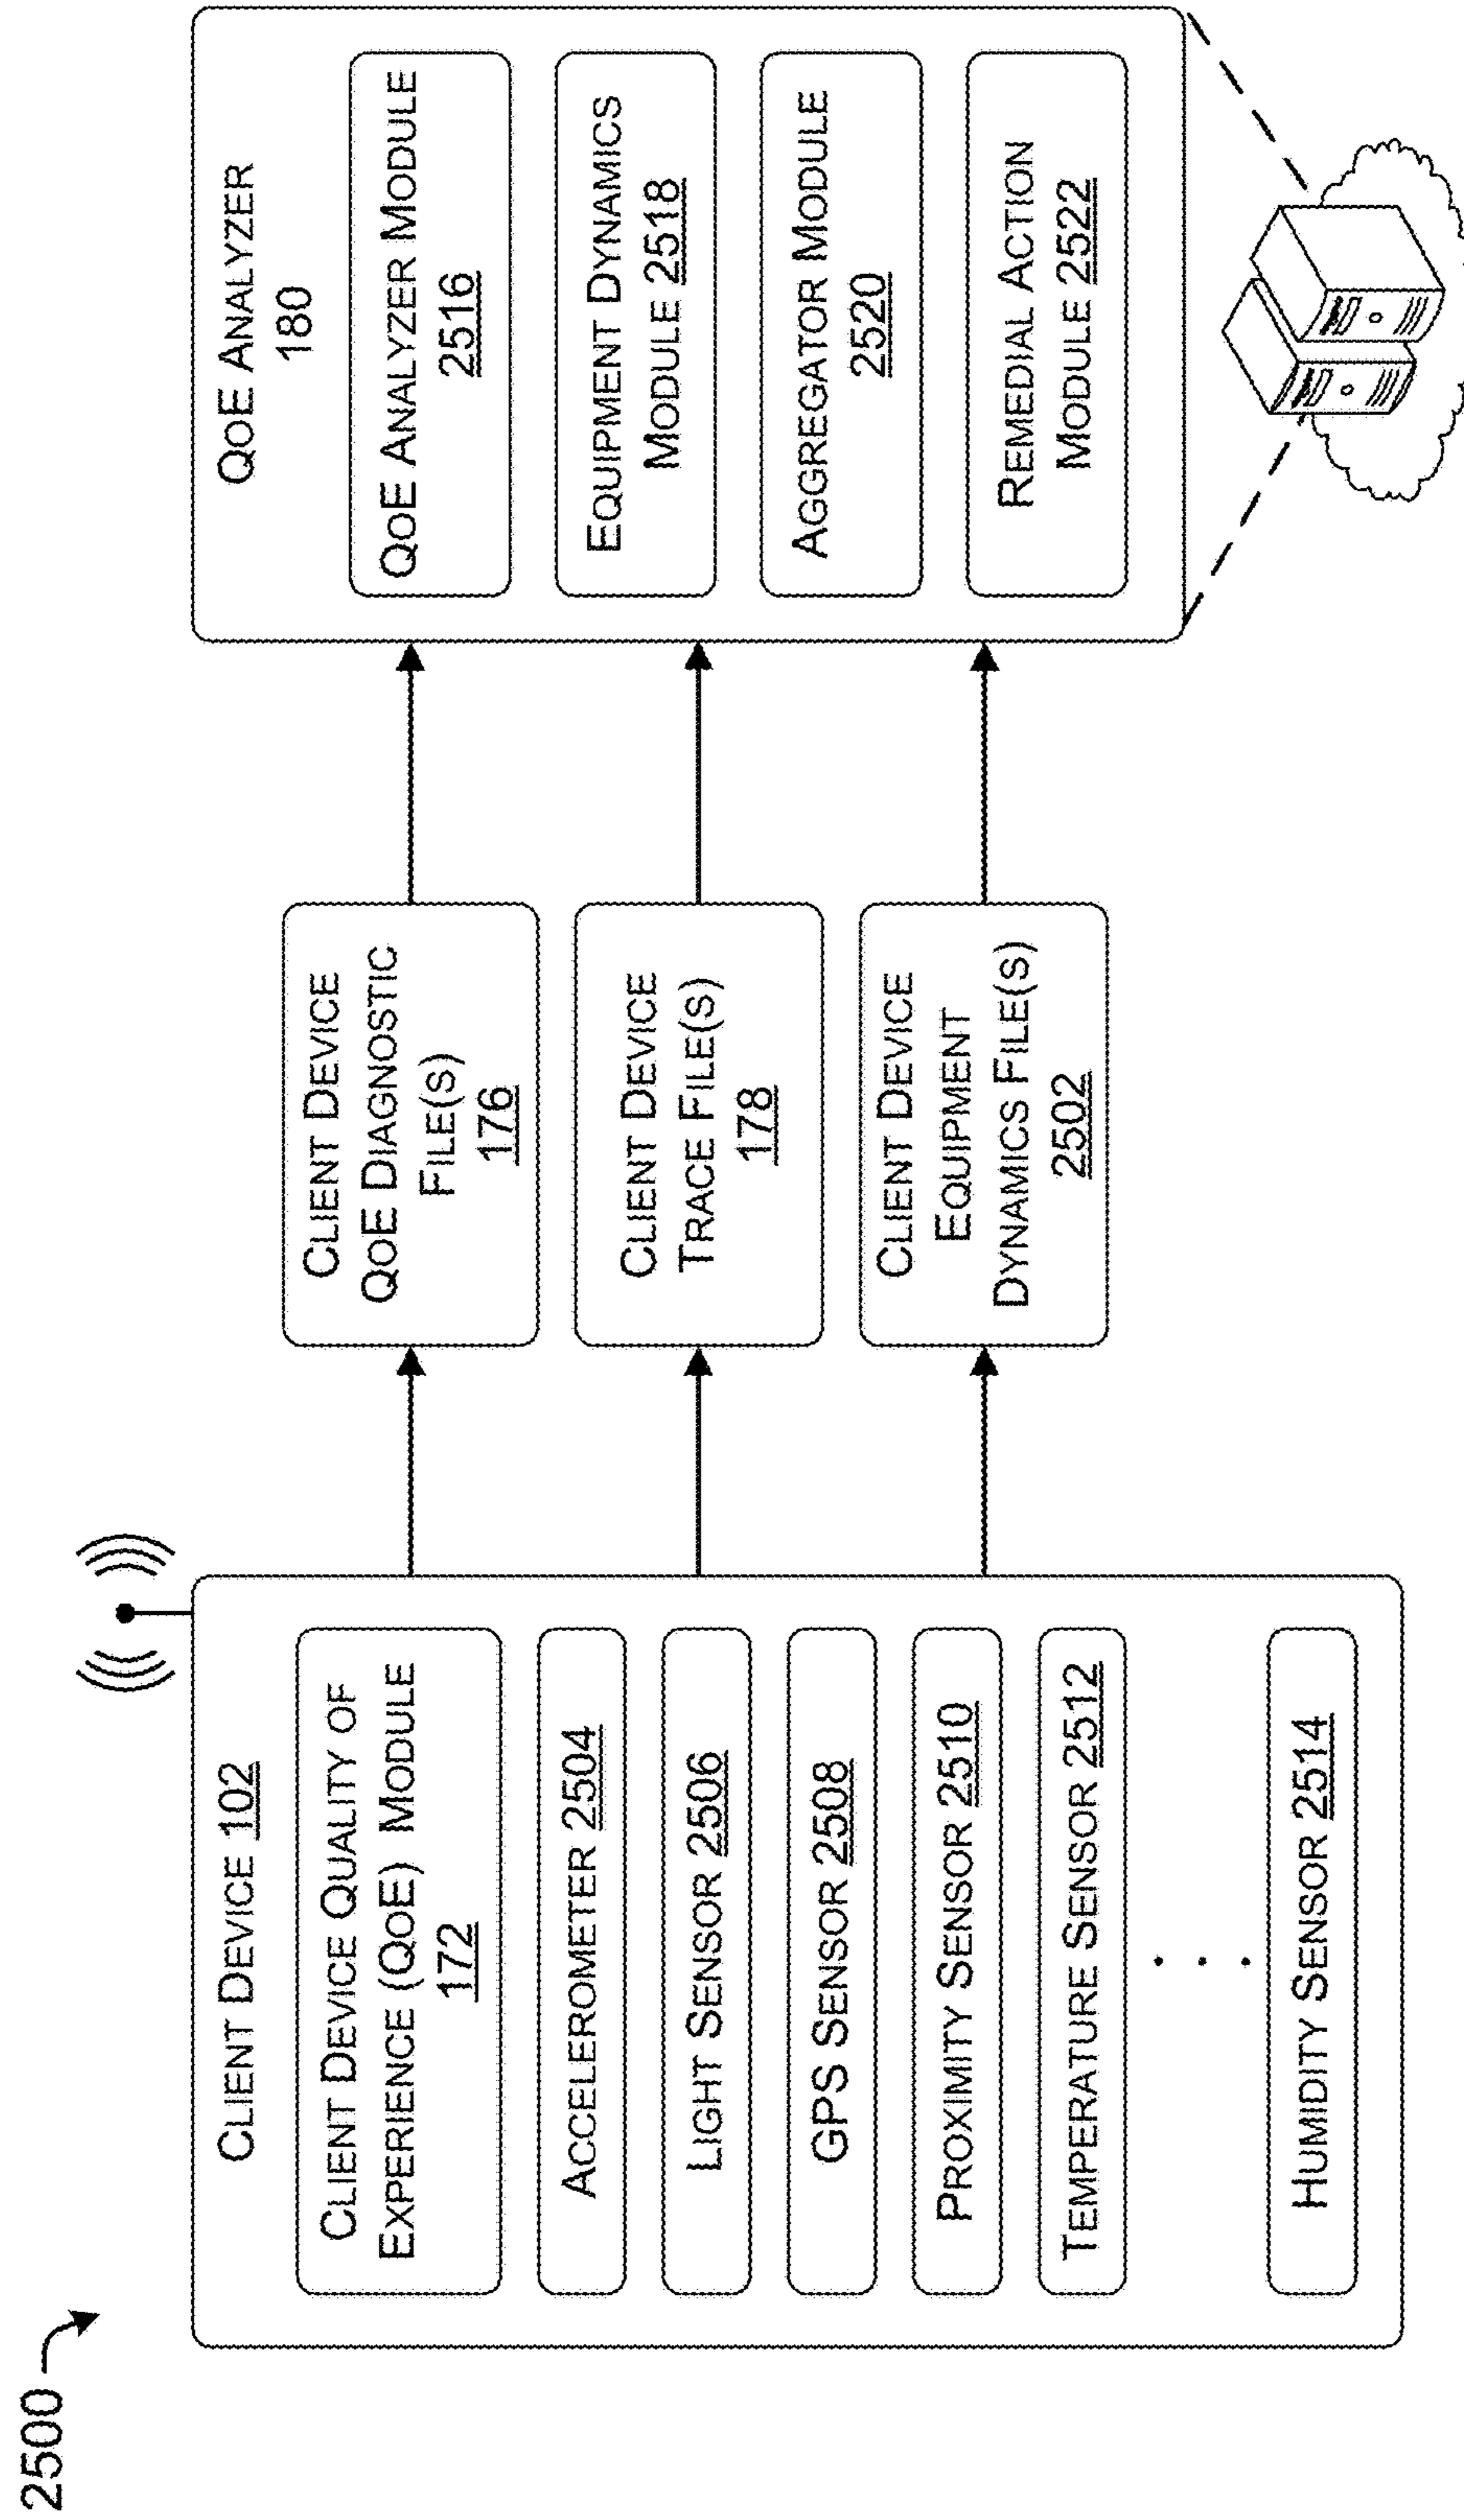 2500
CLIENT DEVICE 102
CLIENT DEVICE QUALITY OF
EXPERIENCE (QOE) MODULE
172
ACCELEROMETER 2504
LIGHT SENSOR 2506
GPS SENSOR 2508
PROXIMITY SENSOR 2510
TEMPERATURE SENSOR 2512
. . .
HUMIDITY SENSOR 2514
CLIENT DEVICE
QOE DIAGNOSTIC
FILE(S)
176
CLIENT DEVICE
TRACE FILE(S)
178
CLIENT DEVICE
EQUIPMENT
DYNAMICS FILE(S)
2502
QOE ANALYZER
180
QOE ANALYZER MODULE
2516
EQUIPMENT DYNAMICS
MODULE 2518
AGGREGATOR MODULE
2520
REMEDIAL ACTION
MODULE 2522